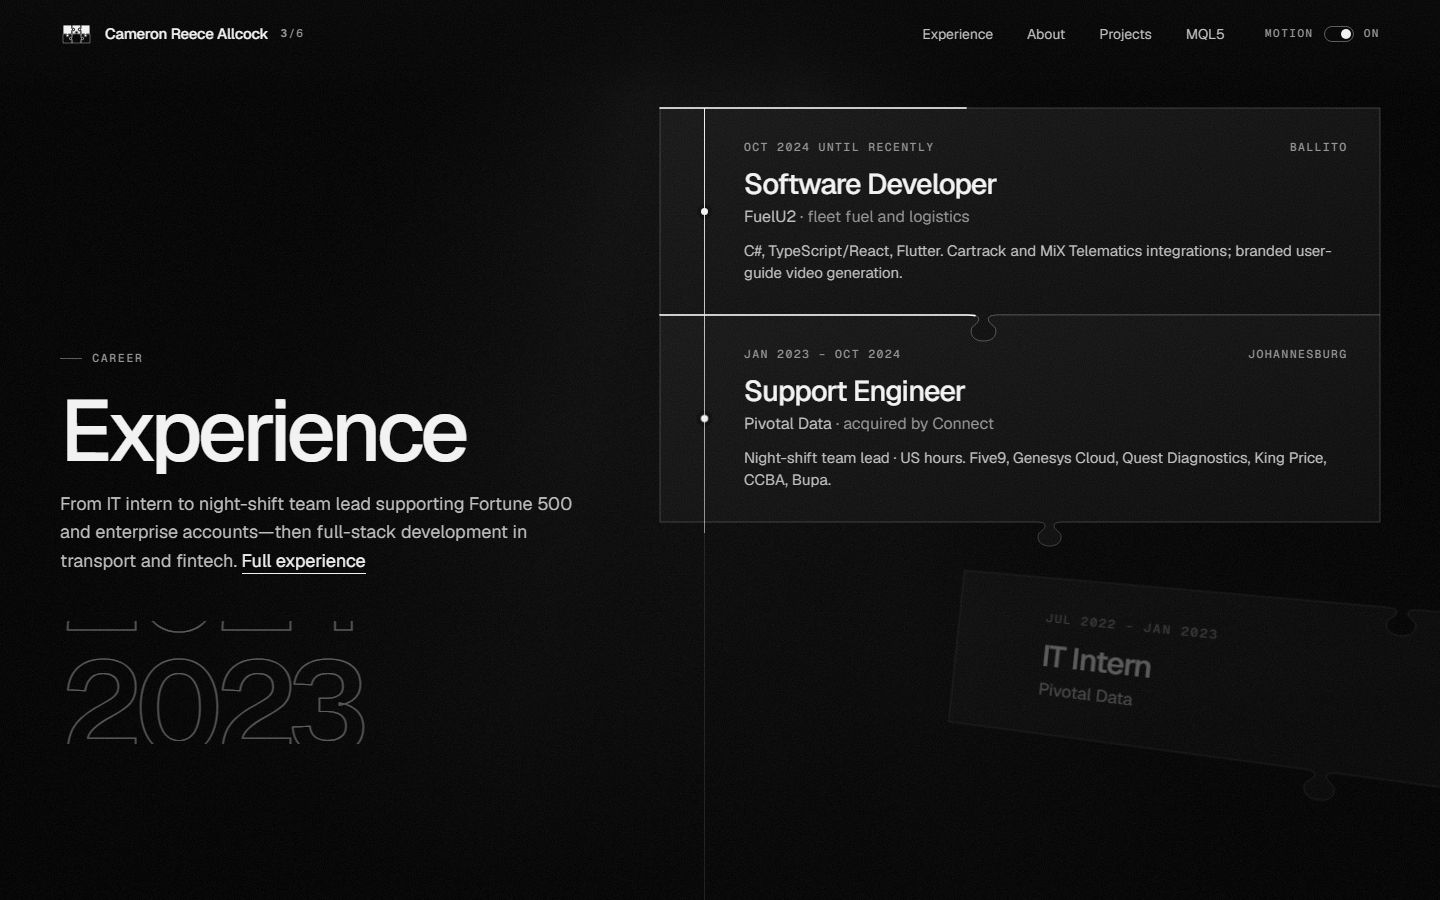 Cameron Reece Allcock 3/6
Experience About Projects MQL5 MOTION ON
OCT 2024 UNTIL RECENTLY BALLITO
Software Developer
FuelU2 · fleet fuel and logistics
C#, TypeScript/React, Flutter. Cartrack and MiX Telematics integrations; branded user-
guide video generation.
JAN 2023 – OCT 2024 JOHANNESBURG
Support Engineer
Pivotal Data · acquired by Connect
Night-shift team lead · US hours. Five9, Genesys Cloud, Quest Diagnostics, King Price,
CCBA, Bupa.
CAREER
Experience
From IT intern to night-shift team lead supporting Fortune 500
and enterprise accounts—then full-stack development in
transport and fintech. Full experience
2023
JUL 2022 – JAN 2023
IT Intern
Pivotal Data